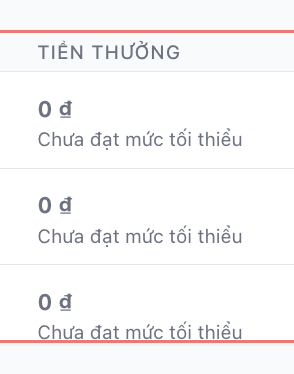 TIỀN THƯỞNG
0 ₫
Chưa đạt mức tối thiểu
0 ₫
Chưa đạt mức tối thiểu
0 ₫
Chưa đạt mức tối thiểu